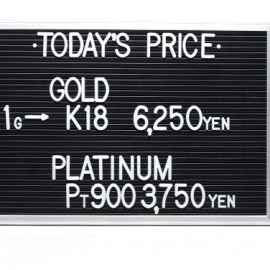 ·TODAY'S PRICE·
GOLD
1G→ K18 6,250YEN
PLATINUM
PT900 3,750YEN